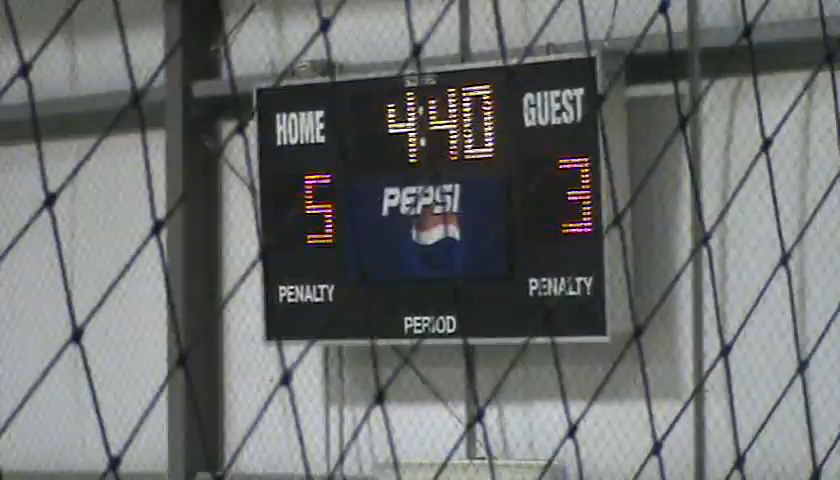 4:40
HOME
GUEST
5
3
PEPSI
PENALTY
PENALTY
PERIOD